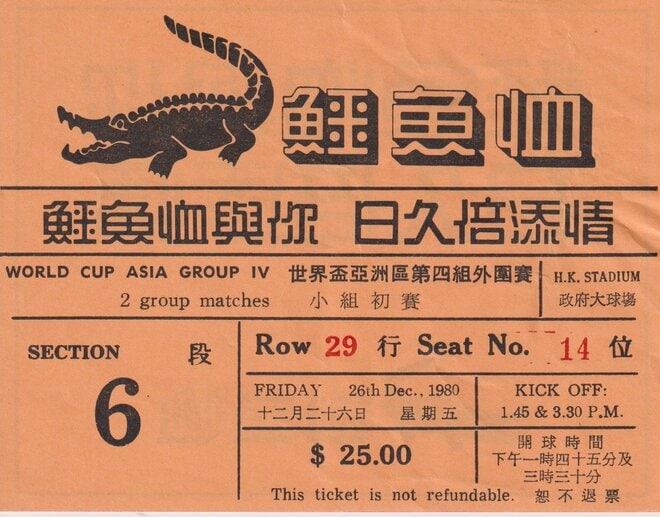 鱷魚恤
鱷魚恤與你 日久倍添情
WORLD CUP ASIA GROUP IV 世界盃亞洲區第四組外圍賽
2 group matches 小組初賽
H.K. STADIUM
政府大球塲
SECTION 段
6
Row 29 行 Seat No. 14 位
FRIDAY 26th Dec., 1980
十二月二十六日 星期五
KICK OFF:
1.45 & 3.30 P.M.
$ 25.00
開球時間
下午一時四十五分及
三時三十分
This ticket is not refundable. 恕不退票